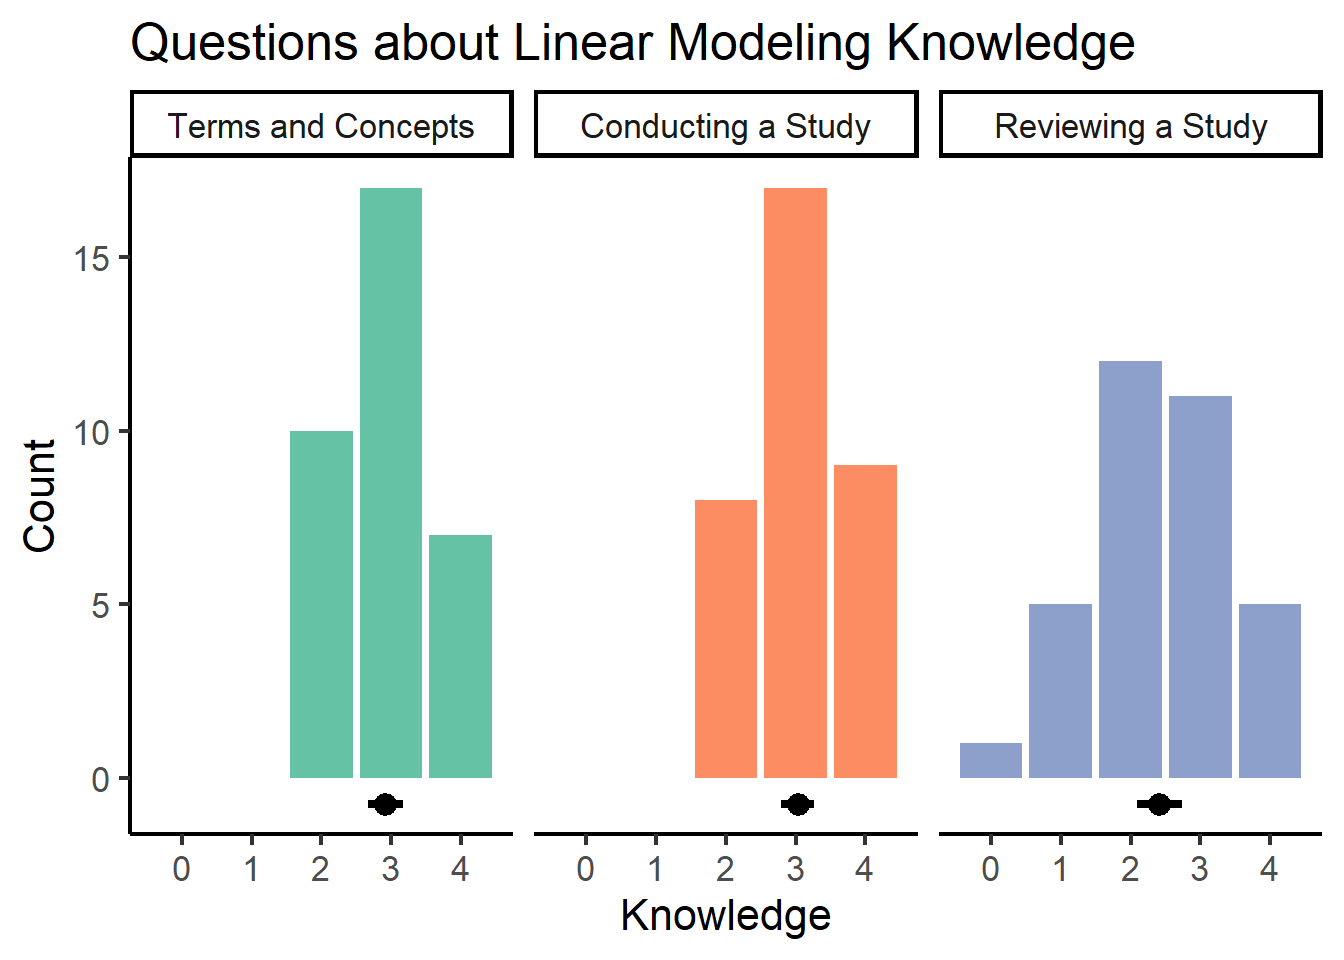 Questions about Linear Modeling Knowledge
Terms and Concepts
Conducting a Study
Reviewing a Study
Count
15
10
5
0
0 1 2 3 4
0 1 2 3 4
0 1 2 3 4
Knowledge